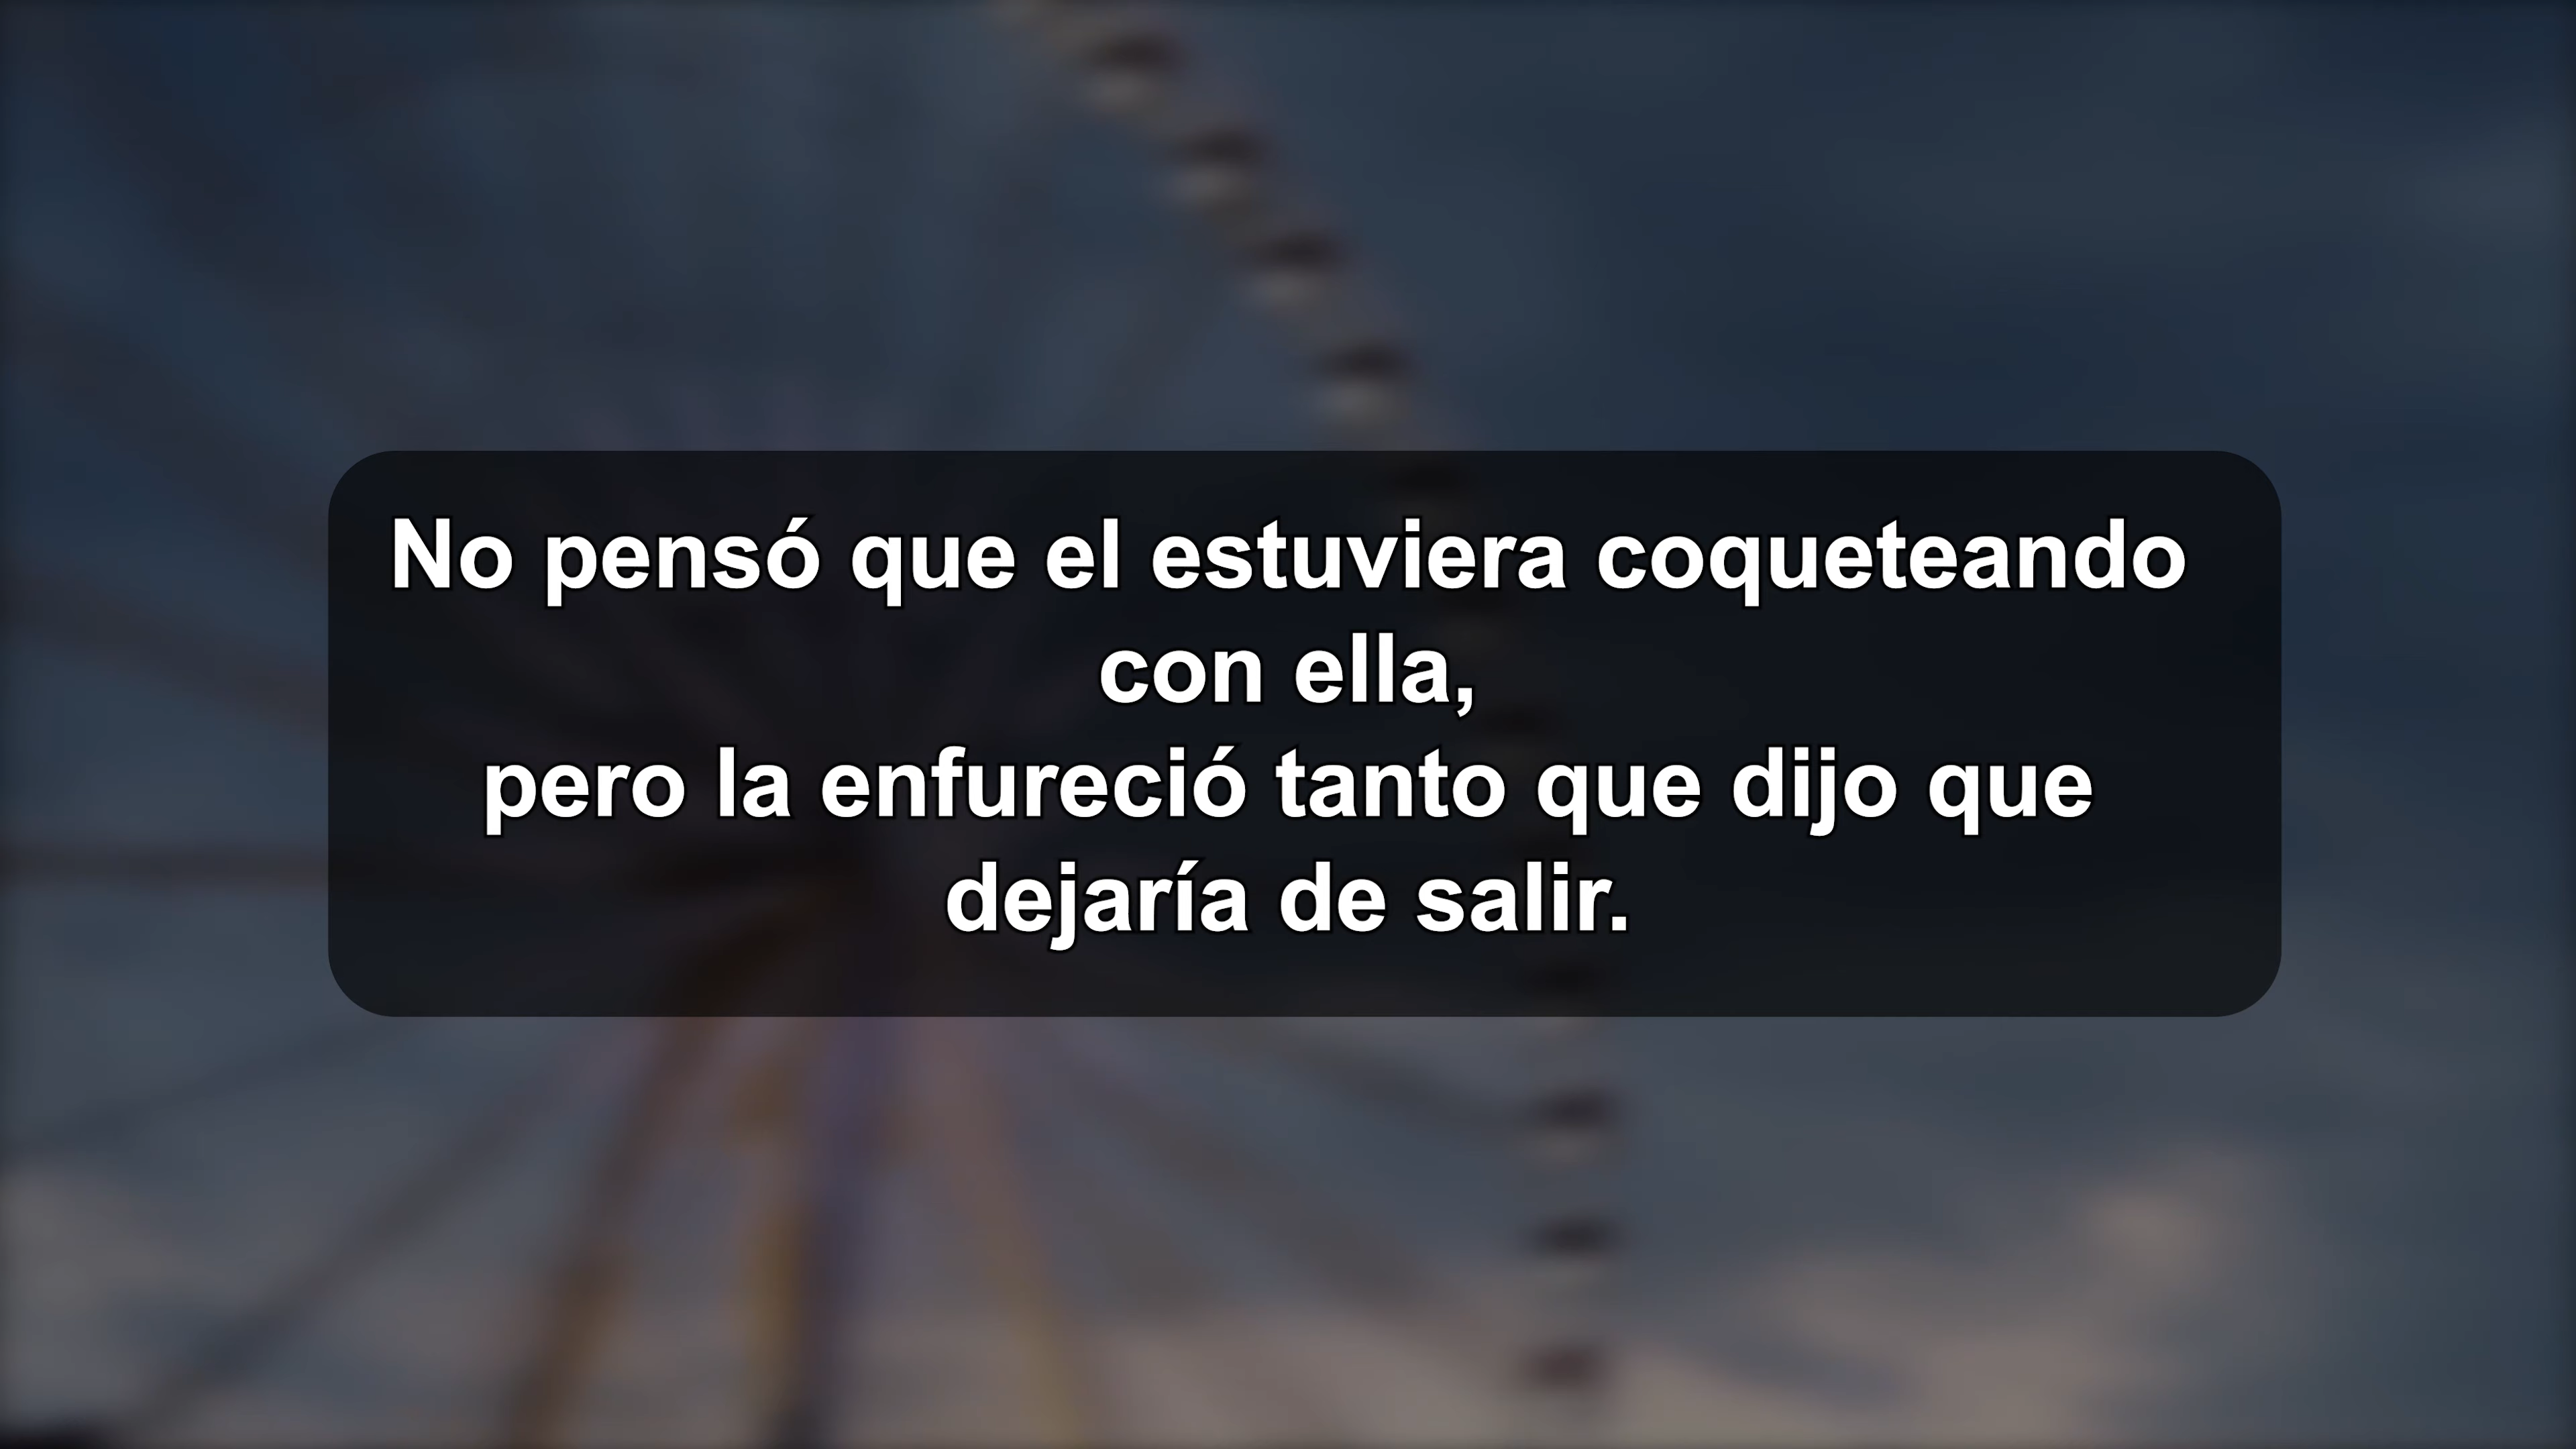 No pensó que el estuviera coqueteando
con ella,
pero la enfureció tanto que dijo que
dejaría de salir.